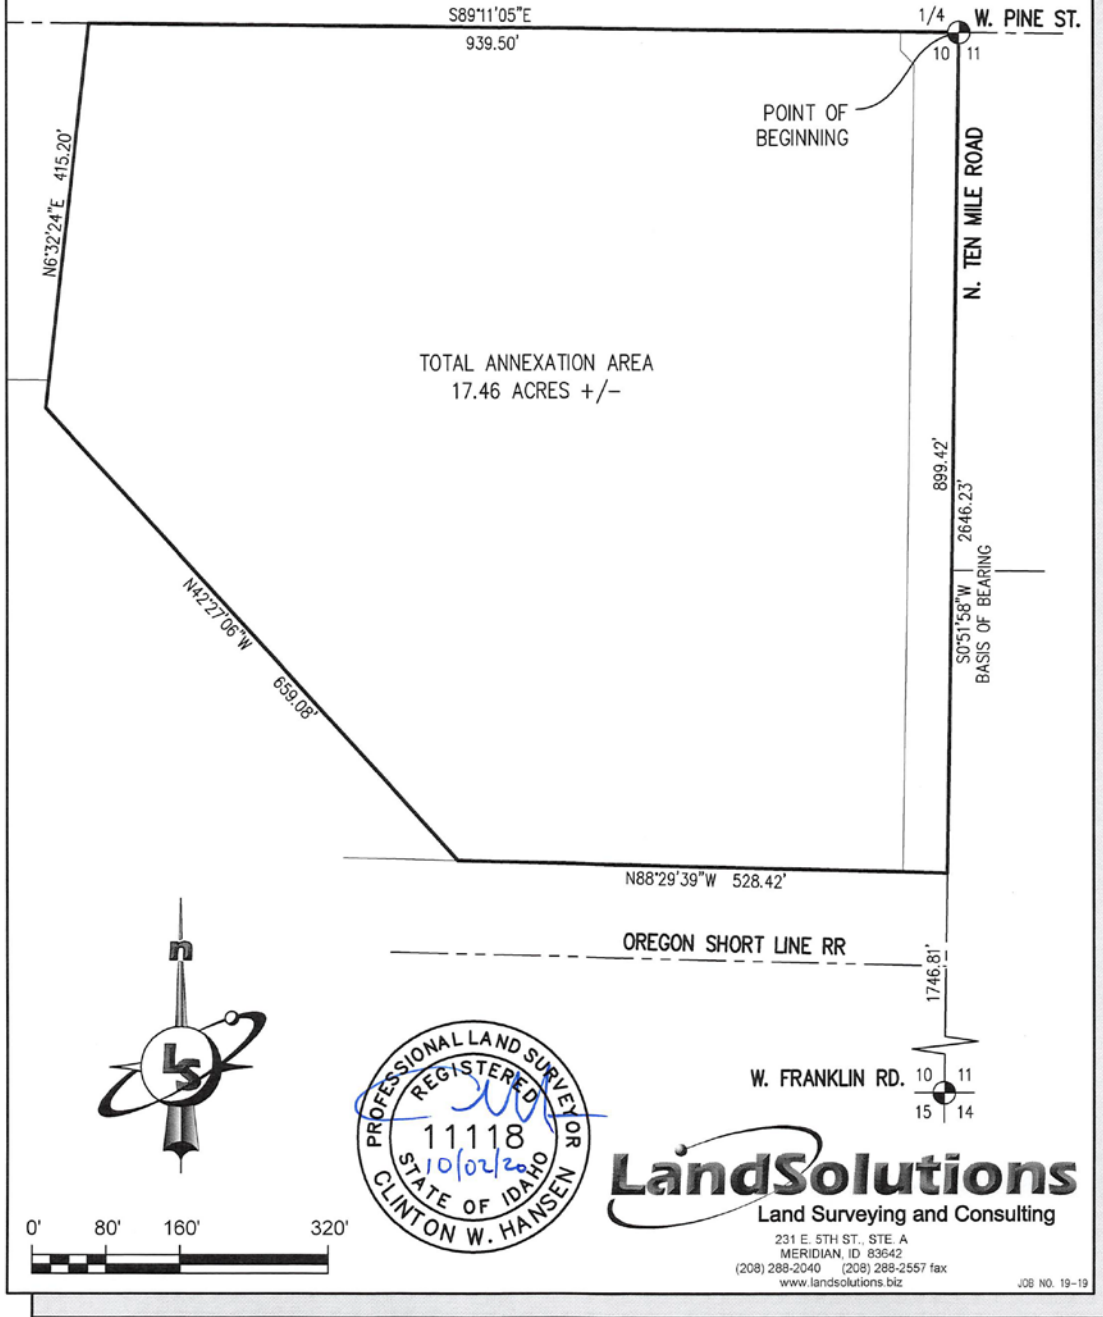 S89°11'05"E
939.50'
1/4
W. PINE ST.
10 11
POINT OF
BEGINNING
N6°32'24"E 415.20'
N. TEN MILE ROAD
TOTAL ANNEXATION AREA
17.46 ACRES +/-
899.42'
2646.23'
S0°51'58"W
BASIS OF BEARING
N42°27'06"W
659.08'
N88°29'39"W 528.42'
OREGON SHORT LINE RR
1746.81'
n
LS
W. FRANKLIN RD.
10 11
15 14
PROFESSIONAL LAND SURVEYOR
REGISTERED
11118
10/02/20
STATE OF IDAHO
CLINTON W. HANSEN
LandSolutions
Land Surveying and Consulting
231 E. 5TH ST., STE. A
MERIDIAN, ID 83642
(208) 288-2040 (208) 288-2557 fax
www.landsolutions.biz
0' 80' 160' 320'
JOB NO. 19-19